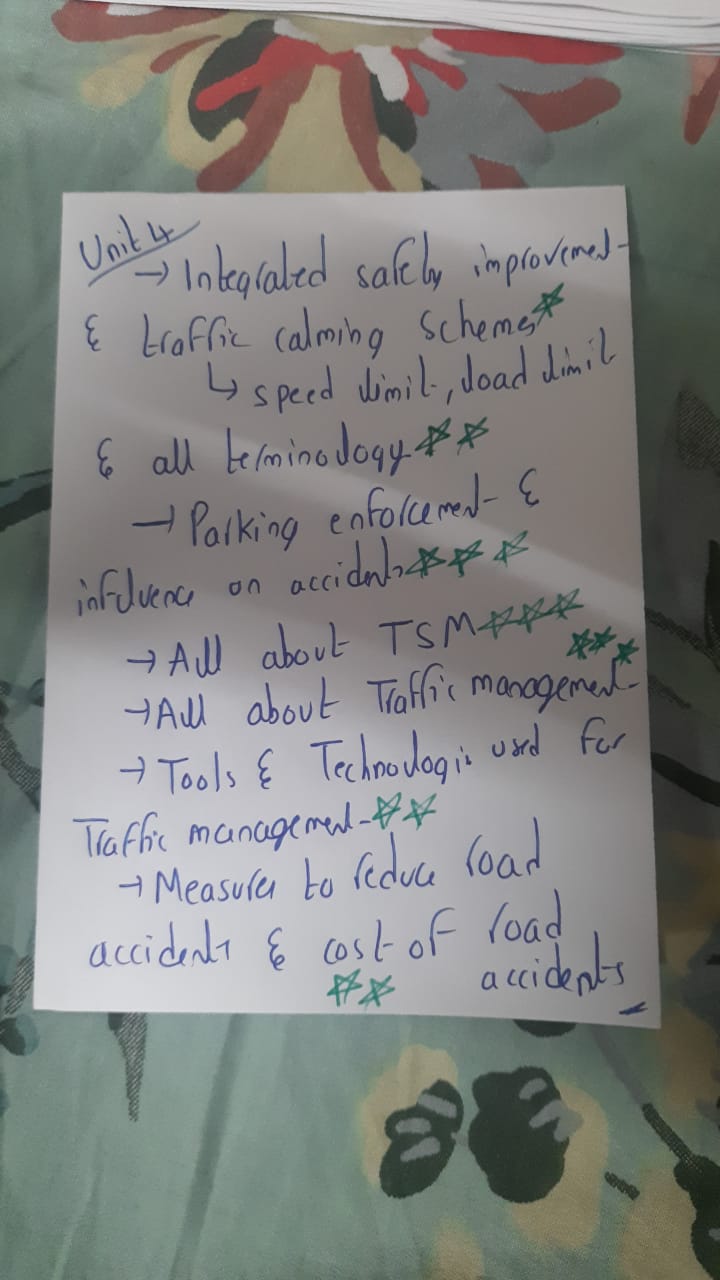 Unit 4
→ Integrated safety improvement
& traffic calming Schemes ☆
↳ speed limit, load limit
& all terminology ☆☆
→ Parking enforcement &
influence on accidents ☆☆☆
→ All about TSM ☆☆☆
☆☆☆
→ All about Traffic management
→ Tools & Technologis used for
Traffic management ☆☆
→ Measures to reduce road
accidents & cost of road
accidents
☆☆